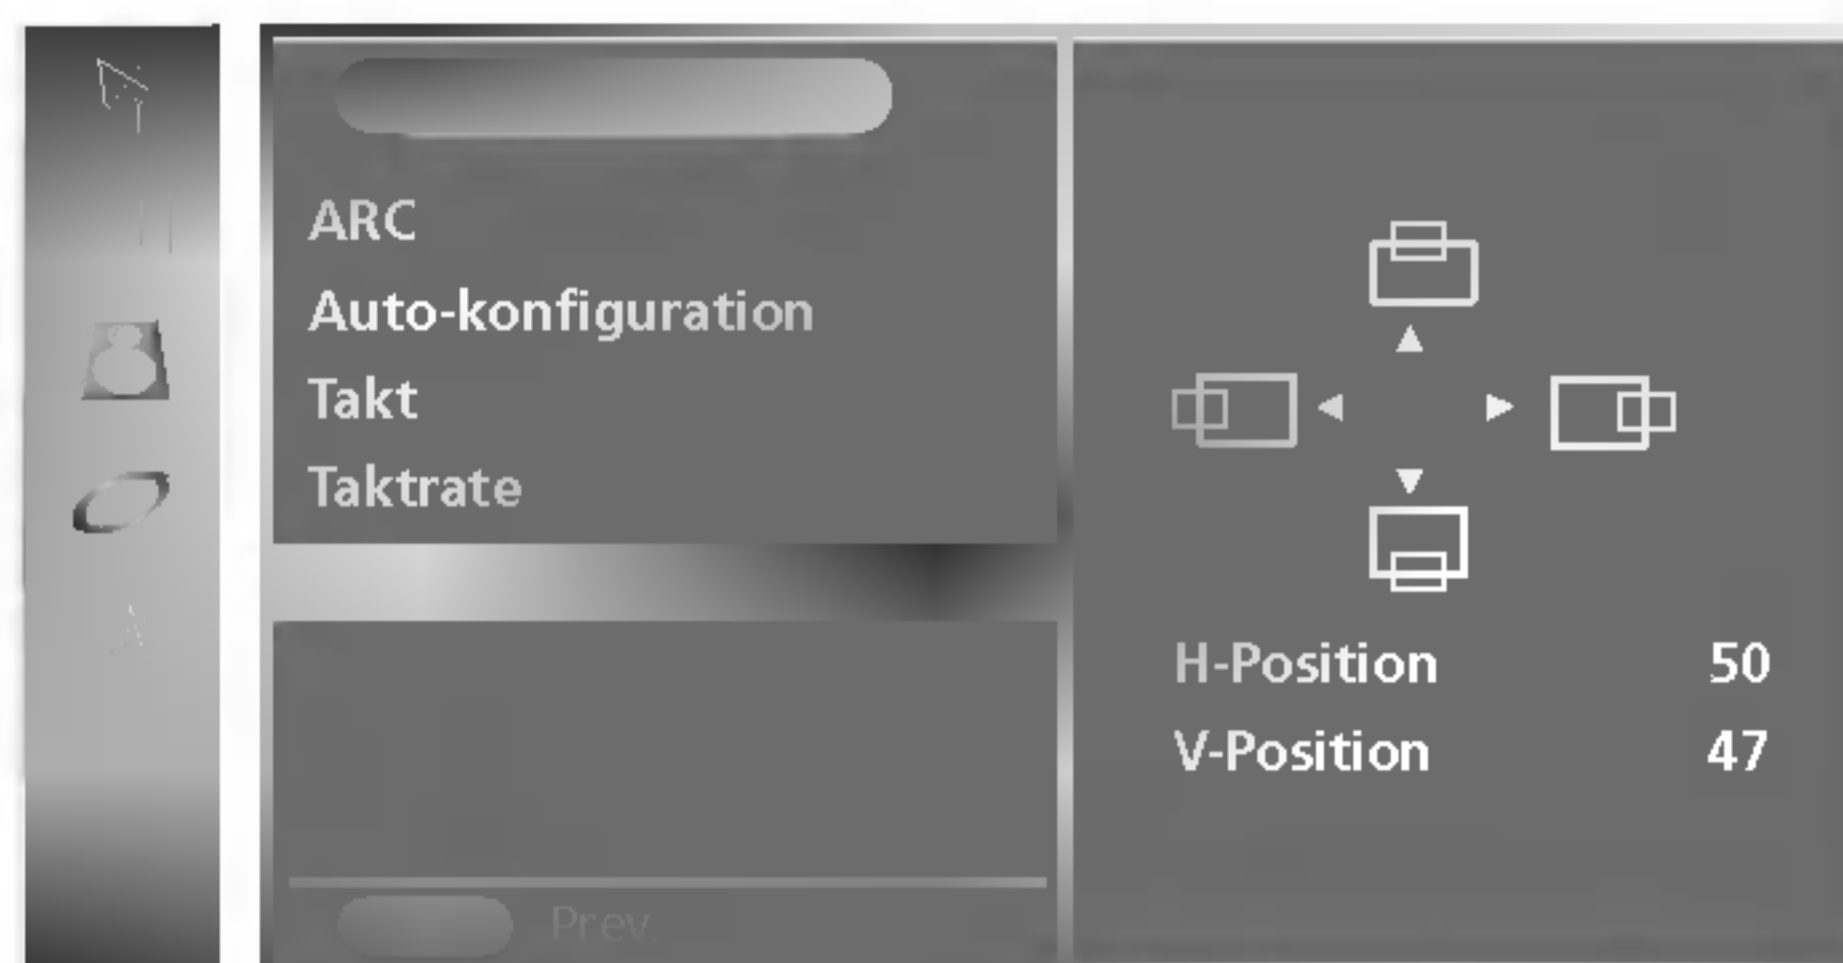 ARC
Auto-konfiguration
Takt
Taktrate
H-Position 50
V-Position 47
Prev.